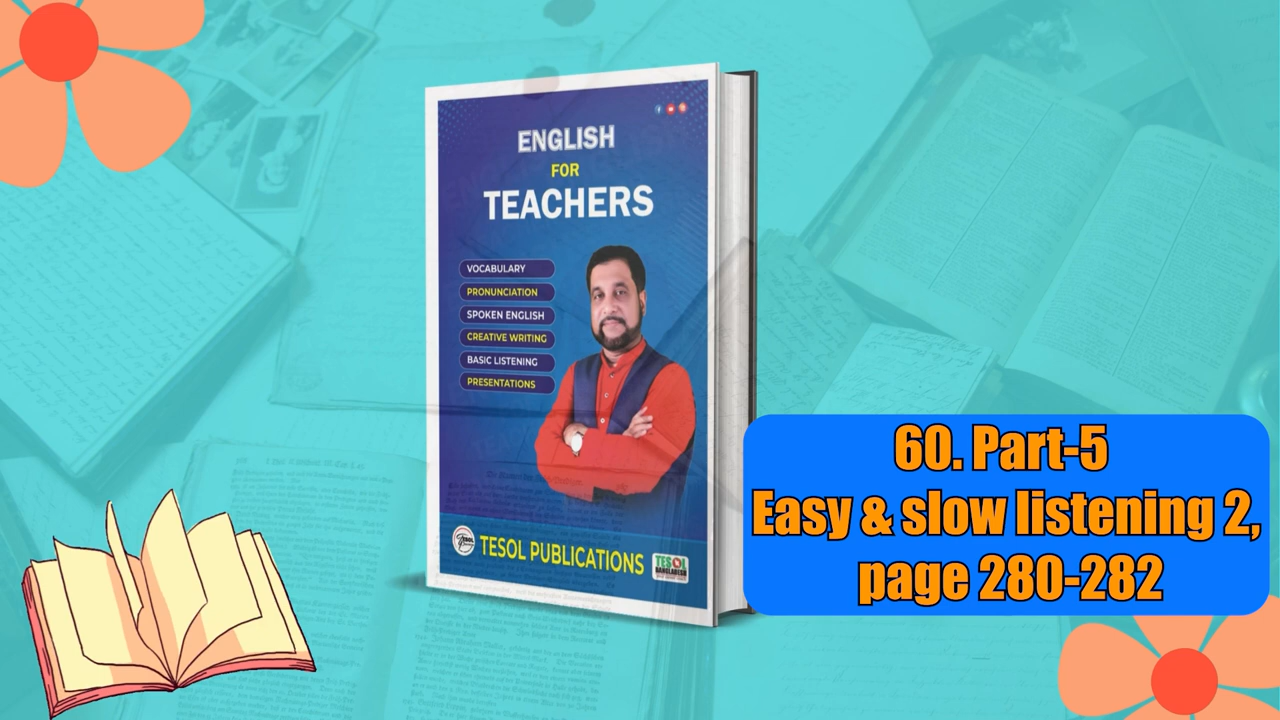 ENGLISH
FOR
TEACHERS
VOCABULARY
PRONUNCIATION
SPOKEN ENGLISH
CREATIVE WRITING
BASIC LISTENING
PRESENTATIONS
TESOL PUBLICATIONS
TESOL
BANGLADESH
60. Part-5
Easy & slow listening 2,
page 280-282